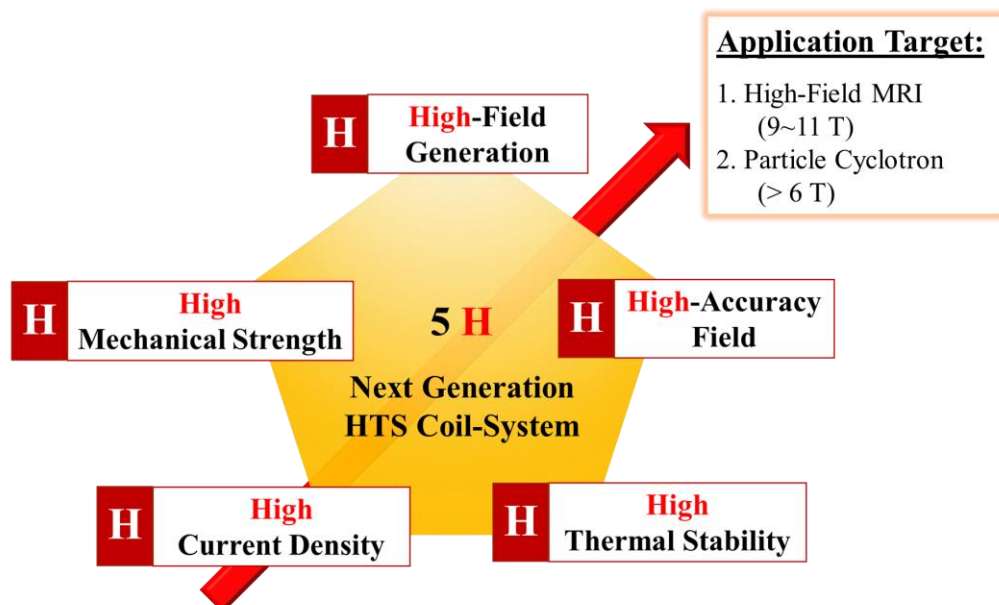 Application Target:
1. High-Field MRI
(9~11 T)
2. Particle Cyclotron
(> 6 T)
H
High-Field
Generation
H
High
Mechanical Strength
H
High-Accuracy
Field
5 H
Next Generation
HTS Coil-System
H
High
Current Density
H
High
Thermal Stability